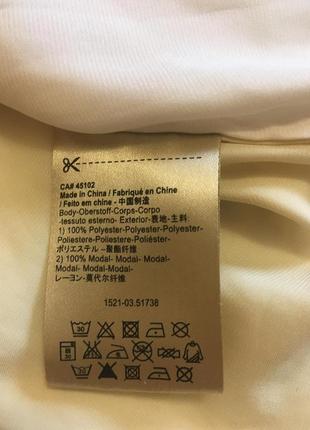 CA# 45102
Made in China / Fabriqué en Chine
/ Feito em chine - 中国制造
Body-Oberstoff-Corps-Corpo
-tessuto esterno- Exterior-表地-主料:
1) 100% Polyester-Polyester-Polyester-
Poliestere-Poliestere-Poliéster-
ポリエステル – 聚酯纤维
2) 100% Modal- Modal- Modal-
Modal-Modal- Modal-
レーヨン-莫代尔纤维
1521-03.51738
30